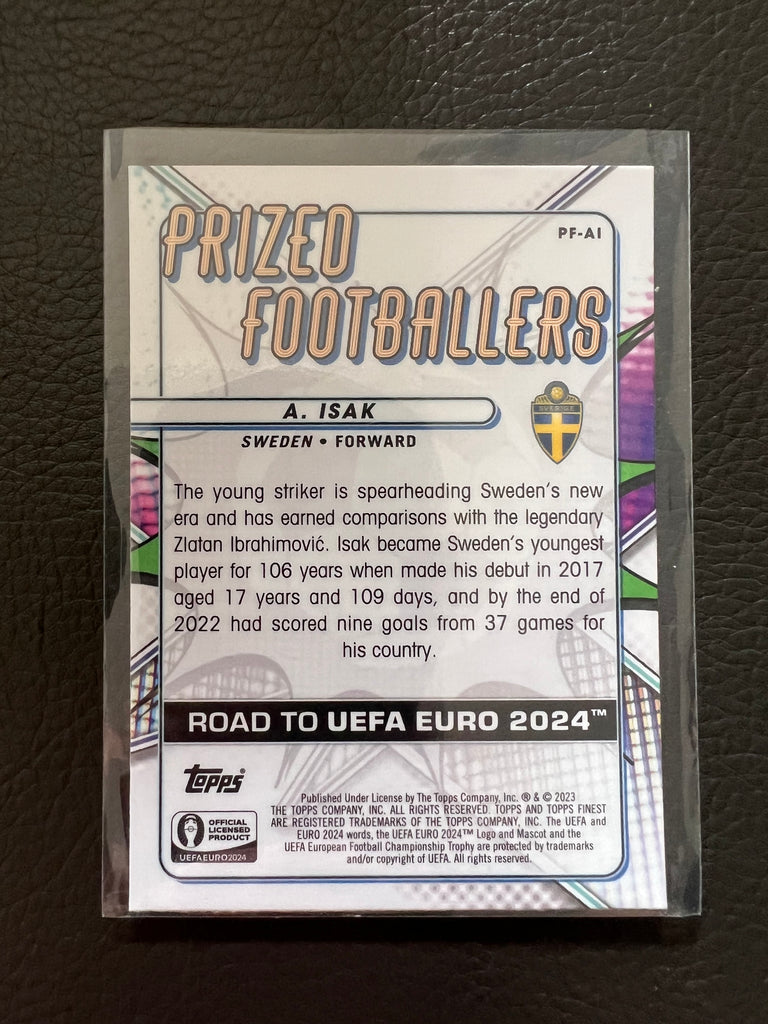 PRIZED
FOOTBALLERS
PF-AI
A. ISAK
SVERIGE
SWEDEN • FORWARD
The young striker is spearheading Sweden's new
era and has earned comparisons with the legendary
Zlatan Ibrahimović. Isak became Sweden's youngest
player for 106 years when made his debut in 2017
aged 17 years and 109 days, and by the end of
2022 had scored nine goals from 37 games for
his country.
ROAD TO UEFA EURO 2024™
topps®
OFFICIAL
LICENSED
PRODUCT
UEFA EURO2024
Published Under License by The Topps Company, Inc. ® & © 2023
THE TOPPS COMPANY, INC. ALL RIGHTS RESERVED. TOPPS AND TOPPS FINEST
ARE REGISTERED TRADEMARKS OF THE TOPPS COMPANY, INC. The UEFA and
EURO 2024 words, the UEFA EURO 2024™ Logo and Mascot and the
UEFA European Football Championship Trophy are protected by trademarks
and/or copyright of UEFA. All rights reserved.